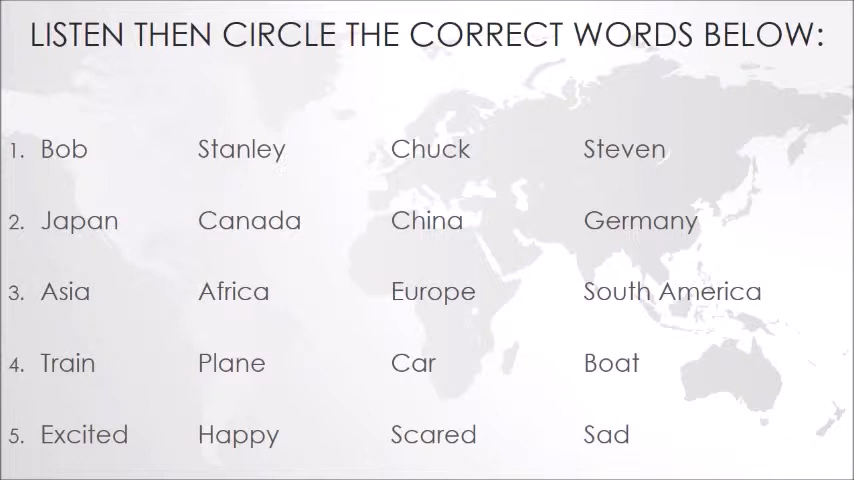 LISTEN THEN CIRCLE THE CORRECT WORDS BELOW:
1. Bob Stanley Chuck Steven
2. Japan Canada China Germany
3. Asia Africa Europe South America
4. Train Plane Car Boat
5. Excited Happy Scared Sad